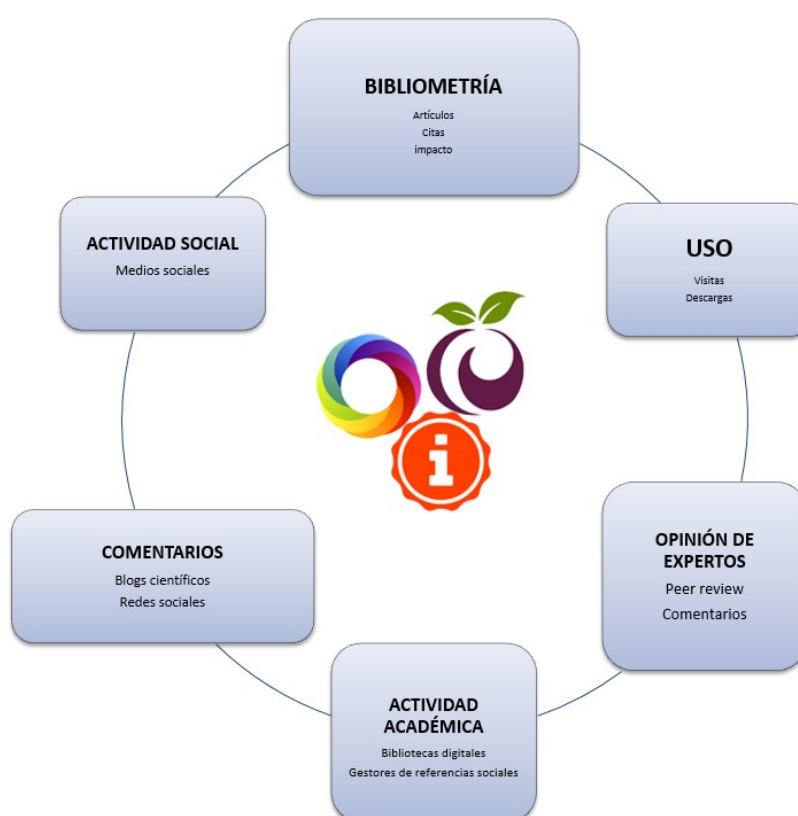 BIBLIOMETRÍA
Artículos
Citas
impacto
USO
Visitas
Descargas
OPINIÓN DE
EXPERTOS
Peer review
Comentarios
ACTIVIDAD
ACADÉMICA
Bibliotecas digitales
Gestores de referencias sociales
COMENTARIOS
Blogs científicos
Redes sociales
ACTIVIDAD SOCIAL
Medios sociales
i